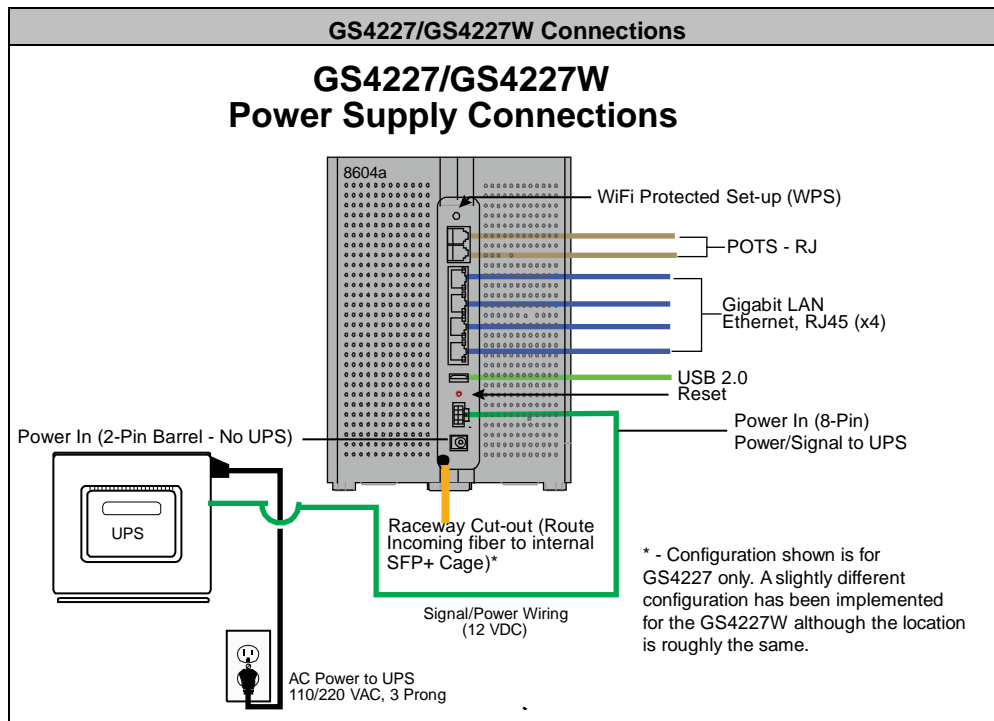 GS4227/GS4227W Connections
GS4227/GS4227W
Power Supply Connections
8604a
WiFi Protected Set-up (WPS)
POTS - RJ
Gigabit LAN
Ethernet, RJ45 (x4)
USB 2.0
Reset
Power In (8-Pin)
Power/Signal to UPS
Power In (2-Pin Barrel - No UPS)
UPS
Raceway Cut-out (Route
Incoming fiber to internal
SFP+ Cage)*
* - Configuration shown is for
GS4227 only. A slightly different
configuration has been implemented
for the GS4227W although the location
is roughly the same.
Signal/Power Wiring
(12 VDC)
AC Power to UPS
110/220 VAC, 3 Prong